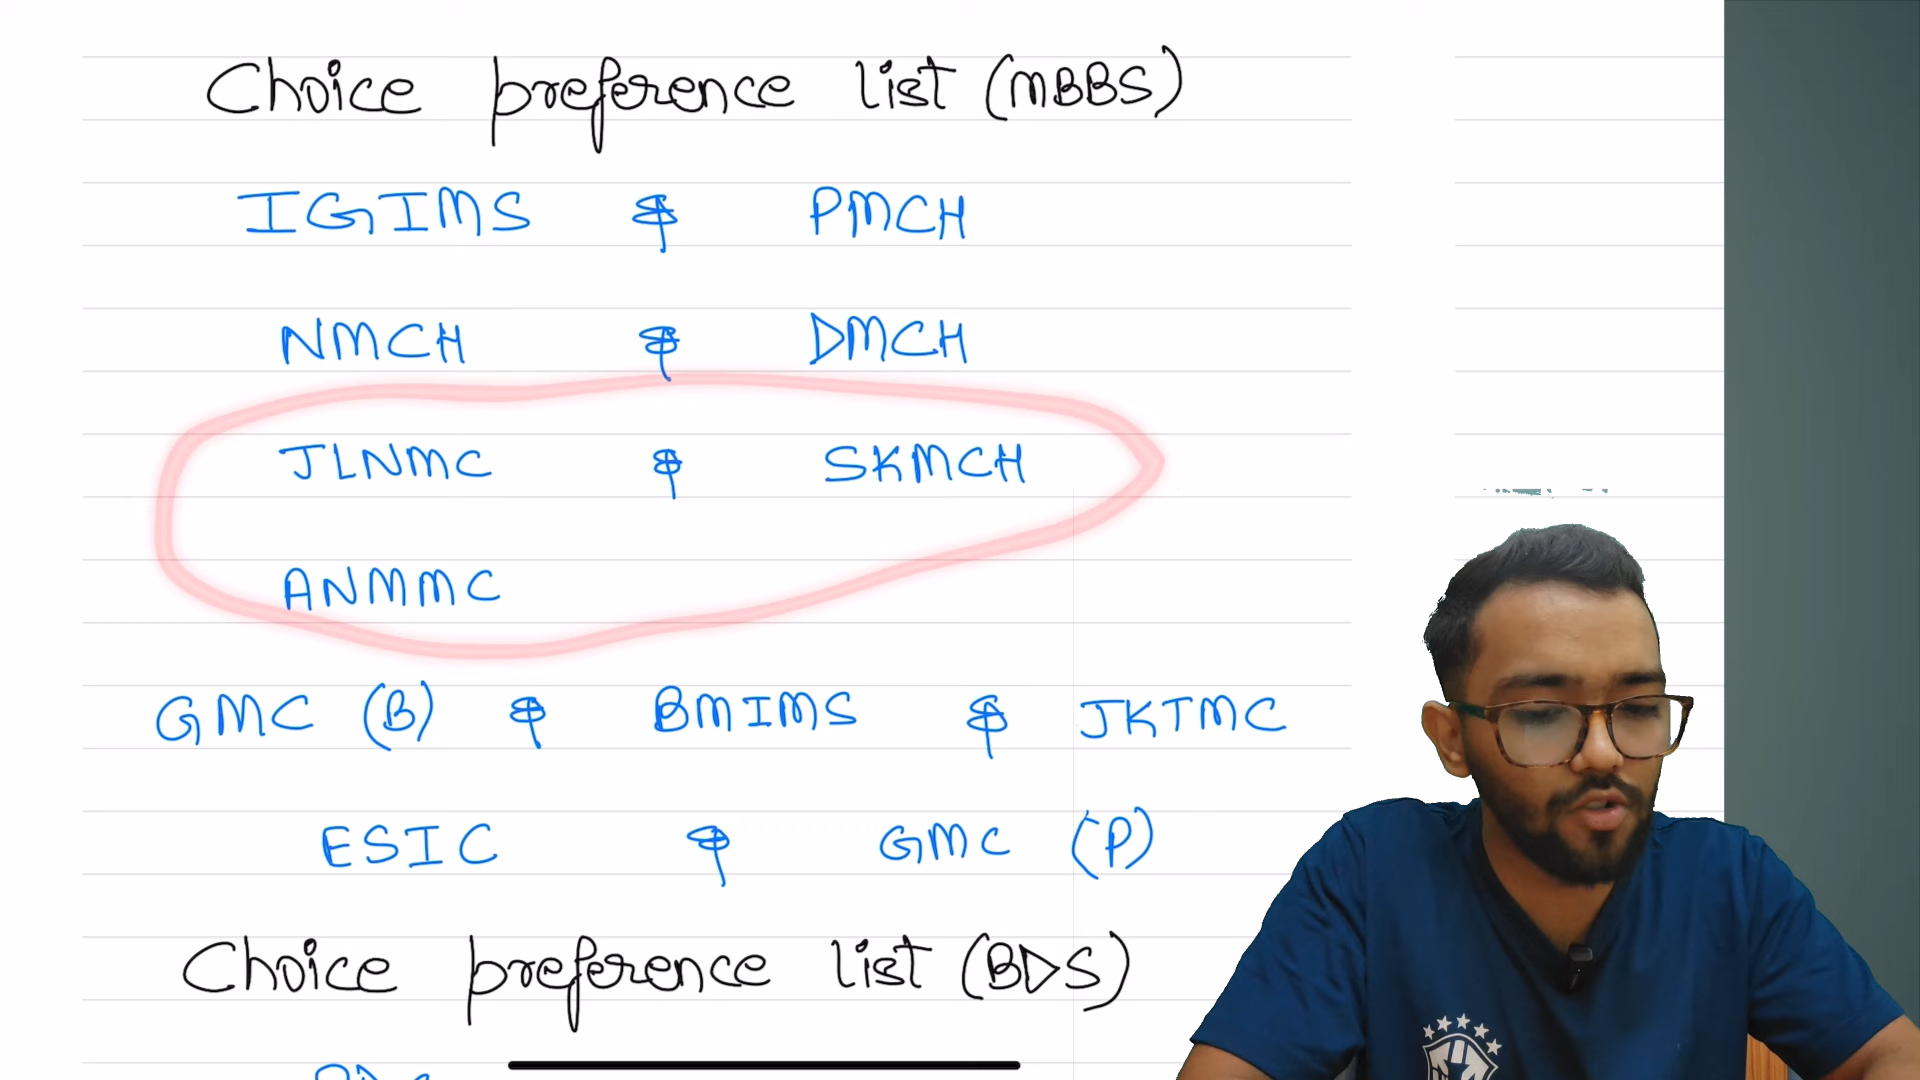 Choice preference list (MBBS)
IGIMS & PMCH
NMCH & DMCH
JLNMC & SKMCH
ANMMC
GMC (B) & BMIMS & JKTMC
ESIC & GMC (P)
Choice preference list (BDS)